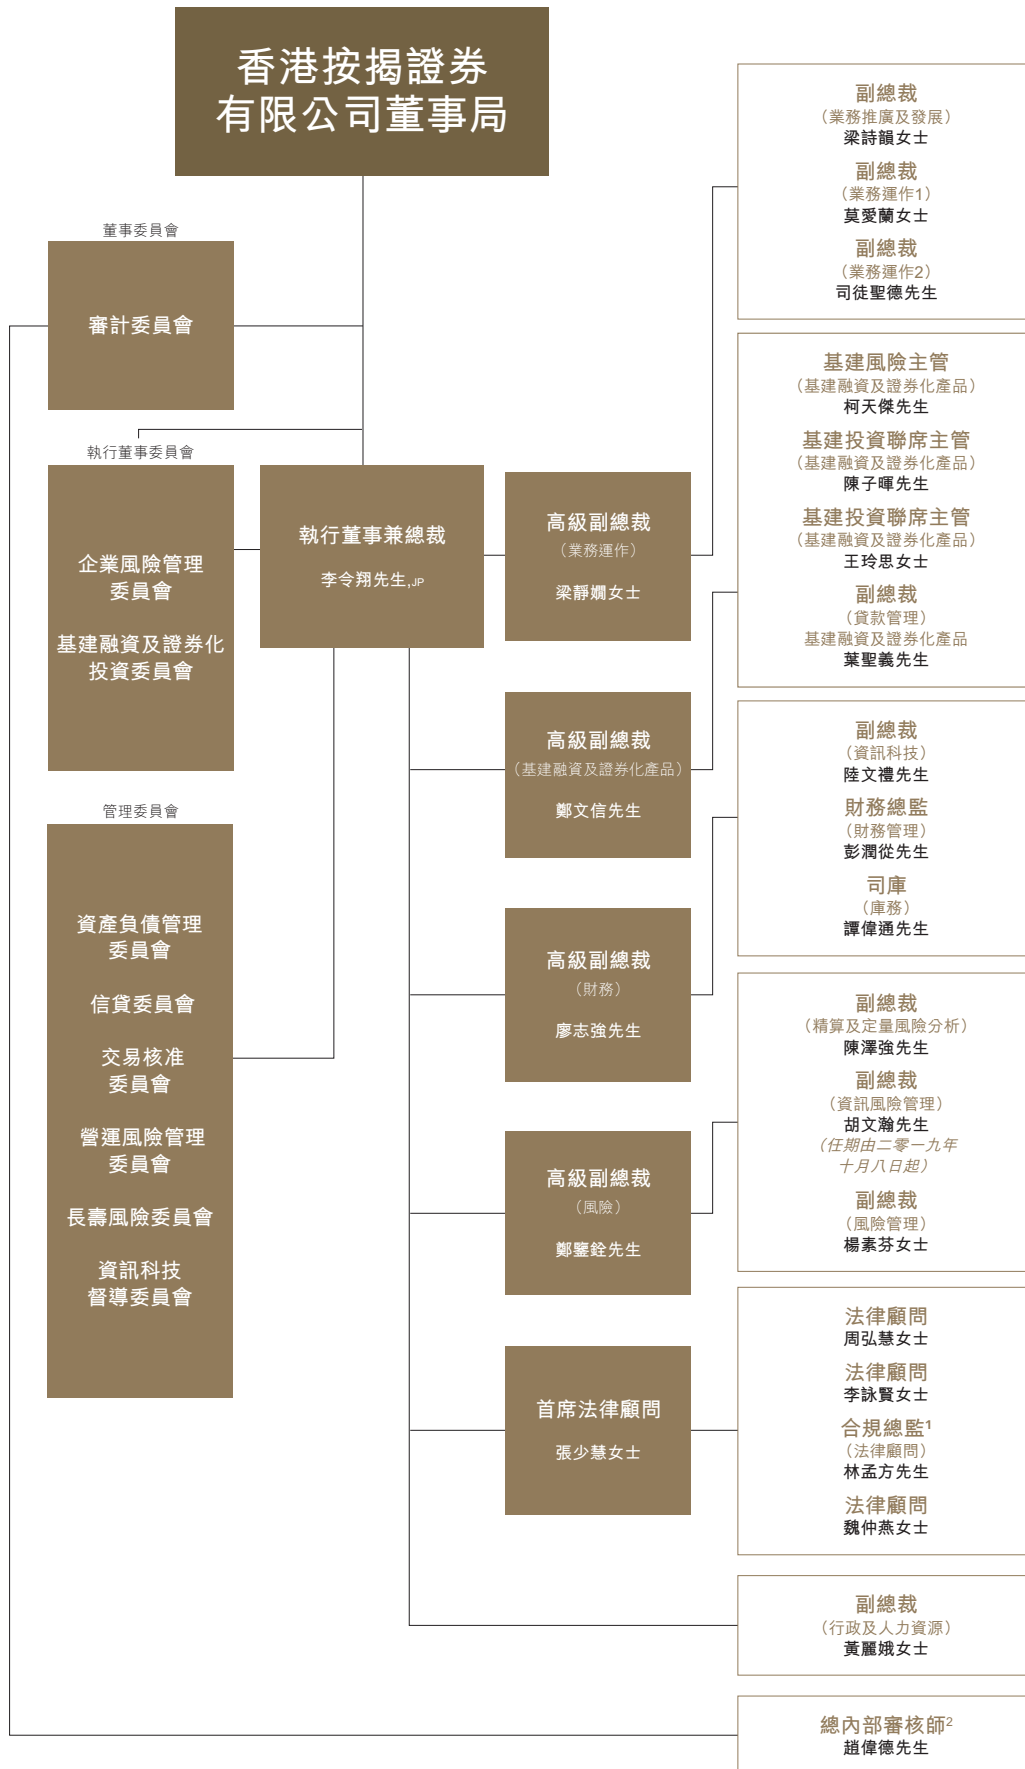 香港按揭證券
有限公司董事局
董事委員會
審計委員會
執行董事委員會
企業風險管理
委員會
基建融資及證券化
投資委員會
管理委員會
資產負債管理
委員會
信貸委員會
交易核准
委員會
營運風險管理
委員會
長壽風險委員會
資訊科技
督導委員會
執行董事兼總裁
李令翔先生,JP
高級副總裁
（業務運作）
梁靜嫺女士
高級副總裁
（基建融資及證券化產品）
鄭文信先生
高級副總裁
（財務）
廖志強先生
高級副總裁
（風險）
鄭鑒銓先生
首席法律顧問
張少慧女士
副總裁
（業務推廣及發展）
梁詩韻女士
副總裁
（業務運作1）
莫愛蘭女士
副總裁
（業務運作2）
司徒聖德先生
基建風險主管
（基建融資及證券化產品）
柯天傑先生
基建投資聯席主管
（基建融資及證券化產品）
陳子暉先生
基建投資聯席主管
（基建融資及證券化產品）
王玲思女士
副總裁
（貸款管理）
基建融資及證券化產品
葉聖義先生
副總裁
（資訊科技）
陸文禮先生
財務總監
（財務管理）
彭潤從先生
司庫
（庫務）
譚偉通先生
副總裁
（精算及定量風險分析）
陳澤強先生
副總裁
（資訊風險管理）
胡文瀚先生
（任期由二零一九年
十月八日起）
副總裁
（風險管理）
楊素芬女士
法律顧問
周弘慧女士
法律顧問
李詠賢女士
合規總監1
（法律顧問）
林孟方先生
法律顧問
魏仲燕女士
副總裁
（行政及人力資源）
黃麗娥女士
總內部審核師2
趙偉德先生